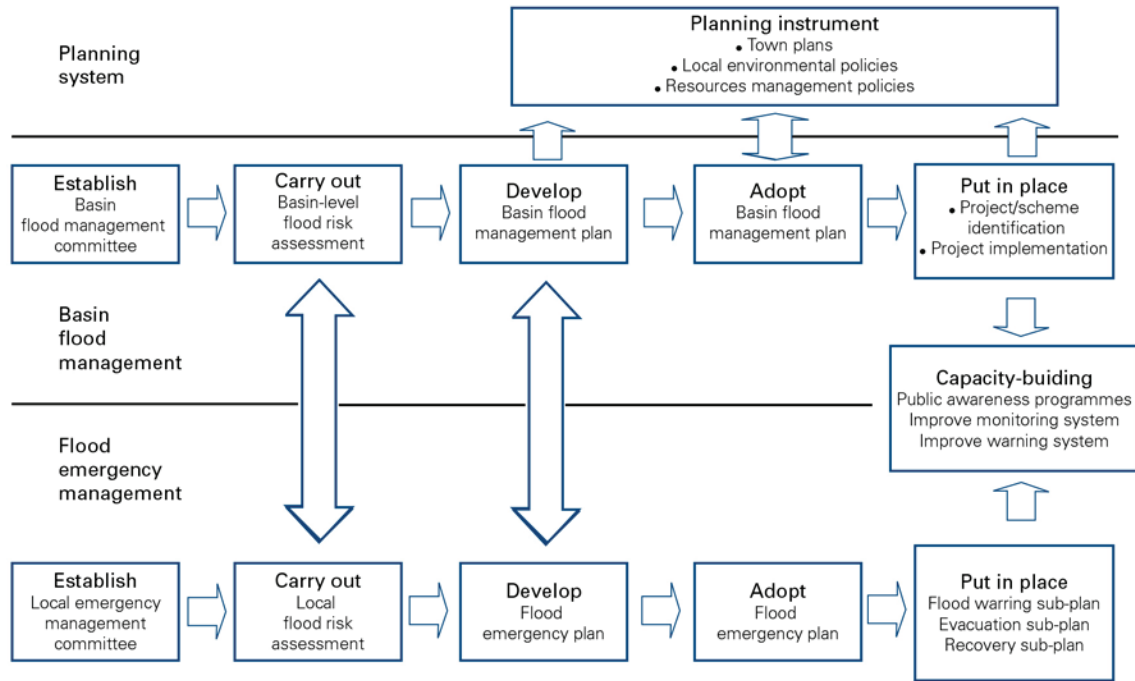 Planning instrument
• Town plans
• Local environmental policies
• Resources management policies
Planning
system
Establish
Basin
flood management
committee
Carry out
Basin-level
flood risk
assessment
Develop
Basin flood
management plan
Adopt
Basin flood
management plan
Put in place
• Project/scheme
identification
• Project implementation
Basin
flood
management
Capacity-buiding
Public awareness programmes
Improve monitoring system
Improve warning system
Flood
emergency
management
Establish
Local emergency
management
committee
Carry out
Local
flood risk
assessment
Develop
Flood
emergency plan
Adopt
Flood
emergency plan
Put in place
Flood warring sub-plan
Evacuation sub-plan
Recovery sub-plan